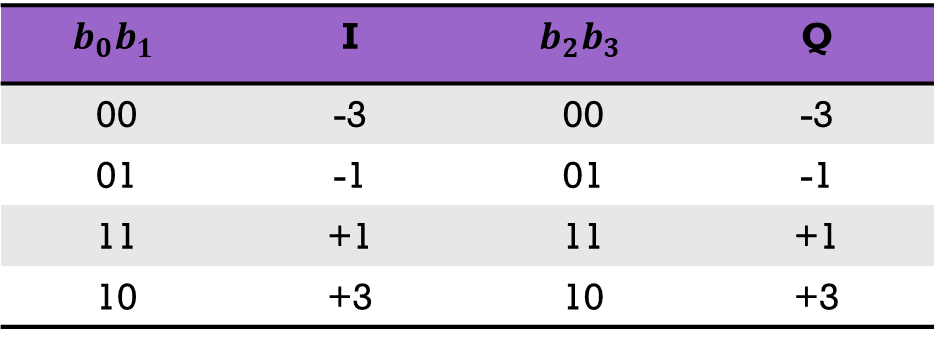 b₀b₁ I b₂b₃ Q
00 -3 00 -3
01 -1 01 -1
11 +1 11 +1
10 +3 10 +3